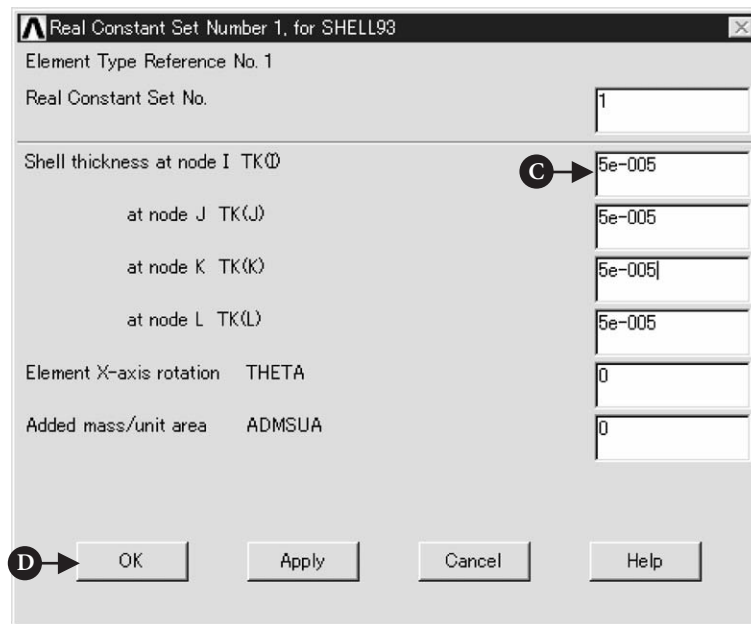 Real Constant Set Number 1, for SHELL93
Element Type Reference No. 1
Real Constant Set No. 1
Shell thickness at node I TK(I) C 5e-005
at node J TK(J) 5e-005
at node K TK(K) 5e-005
at node L TK(L) 5e-005
Element X-axis rotation THETA 0
Added mass/unit area ADMSUA 0
D OK Apply Cancel Help